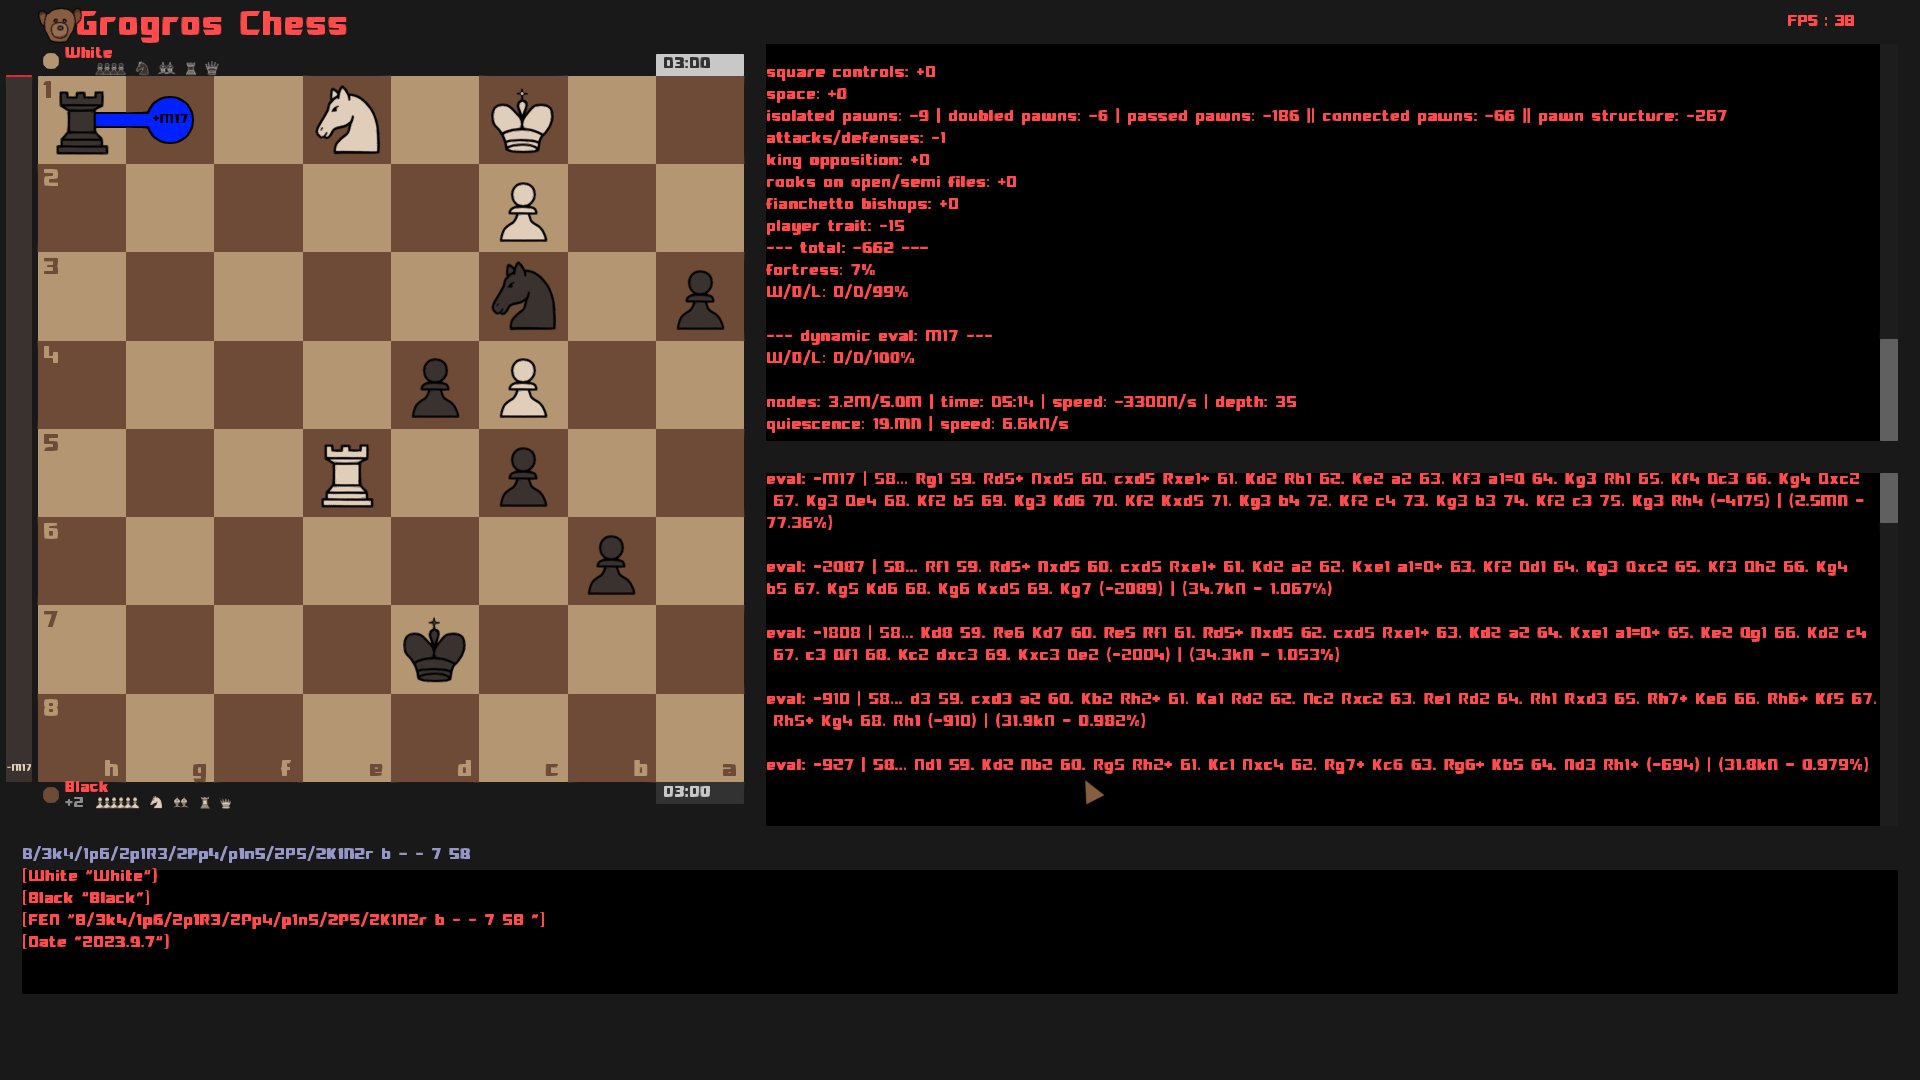 Grogros Chess
FPS : 38
White
03:00
1
+M17
2
3
4
5
6
7
8
h g f e d c b a
-M17
Black
+2
03:00
square controls: +0
space: +0
isolated pawns: -9 | doubled pawns: -6 | passed pawns: -186 || connected pawns: -66 || pawn structure: -267
attacks/defenses: -1
king opposition: +0
rooks on open/semi files: +0
fianchetto bishops: +0
player trait: -15
--- total: -662 ---
fortress: 7%
W/D/L: 0/0/99%
--- dynamic eval: M17 ---
W/D/L: 0/0/100%
nodes: 3.2M/5.0M | time: 05:14 | speed: -3300N/s | depth: 35
quiescence: 19.MN | speed: 6.6kN/s
eval: -M17 | 58... Rg1 59. Rd5+ Nxd5 60. cxd5 Rxe1+ 61. Kd2 Rb1 62. Ke2 a2 63. Kf3 a1=Q 64. Kg3 Rh1 65. Kf4 Qc3 66. Kg4 Qxc2
67. Kg3 Qe4 68. Kf2 b5 69. Kg3 Kd6 70. Kf2 Kxd5 71. Kg3 b4 72. Kf2 c4 73. Kg3 b3 74. Kf2 c3 75. Kg3 Rh4 (-4175) | (2.5MN -
77.36%)
eval: -2087 | 58... Rf1 59. Rd5+ Nxd5 60. cxd5 Rxe1+ 61. Kd2 a2 62. Kxe1 a1=Q+ 63. Kf2 Qd1 64. Kg3 Qxc2 65. Kf3 Qh2 66. Kg4
b5 67. Kg5 Kd6 68. Kg6 Kxd5 69. Kg7 (-2089) | (34.7kN - 1.067%)
eval: -1808 | 58... Kd8 59. Re6 Kd7 60. Re5 Rf1 61. Rd5+ Nxd5 62. cxd5 Rxe1+ 63. Kd2 a2 64. Kxe1 a1=Q+ 65. Ke2 Qg1 66. Kd2 c4
67. c3 Qf1 68. Kc2 dxc3 69. Kxc3 Qe2 (-2004) | (34.3kN - 1.053%)
eval: -910 | 58... d3 59. cxd3 a2 60. Kb2 Rh2+ 61. Ka1 Rd2 62. Nc2 Rxc2 63. Re1 Rd2 64. Rh1 Rxd3 65. Rh7+ Ke6 66. Rh6+ Kf5 67.
Rh5+ Kg4 68. Rh1 (-910) | (31.9kN - 0.982%)
eval: -927 | 58... Nd1 59. Kd2 Nb2 60. Rg5 Rh2+ 61. Kc1 Nxc4 62. Rg7+ Kc6 63. Rg6+ Kb5 64. Nd3 Rh1+ (-694) | (31.8kN - 0.979%)
8/3k4/1p6/2p1R3/2Pp4/p1n5/2P5/2K1N2r b - - 7 58
[White "White"]
[Black "Black"]
[FEN "8/3k4/1p6/2p1R3/2Pp4/p1n5/2P5/2K1N2r b - - 7 58 "]
[Date "2023.9.7"]